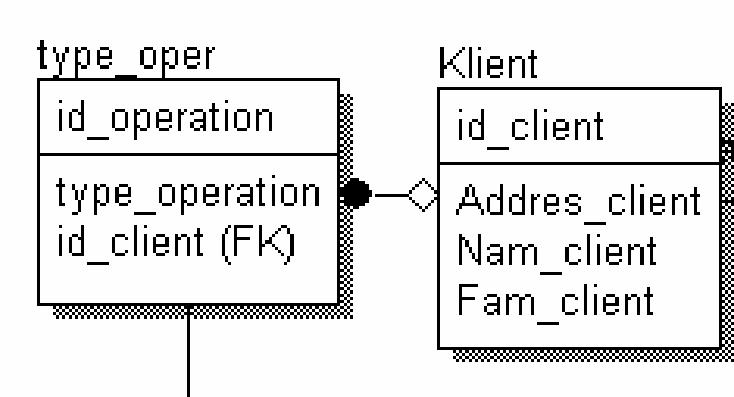 type_oper
id_operation
type_operation
id_client (FK)
Klient
id_client
Addres_client
Nam_client
Fam_client